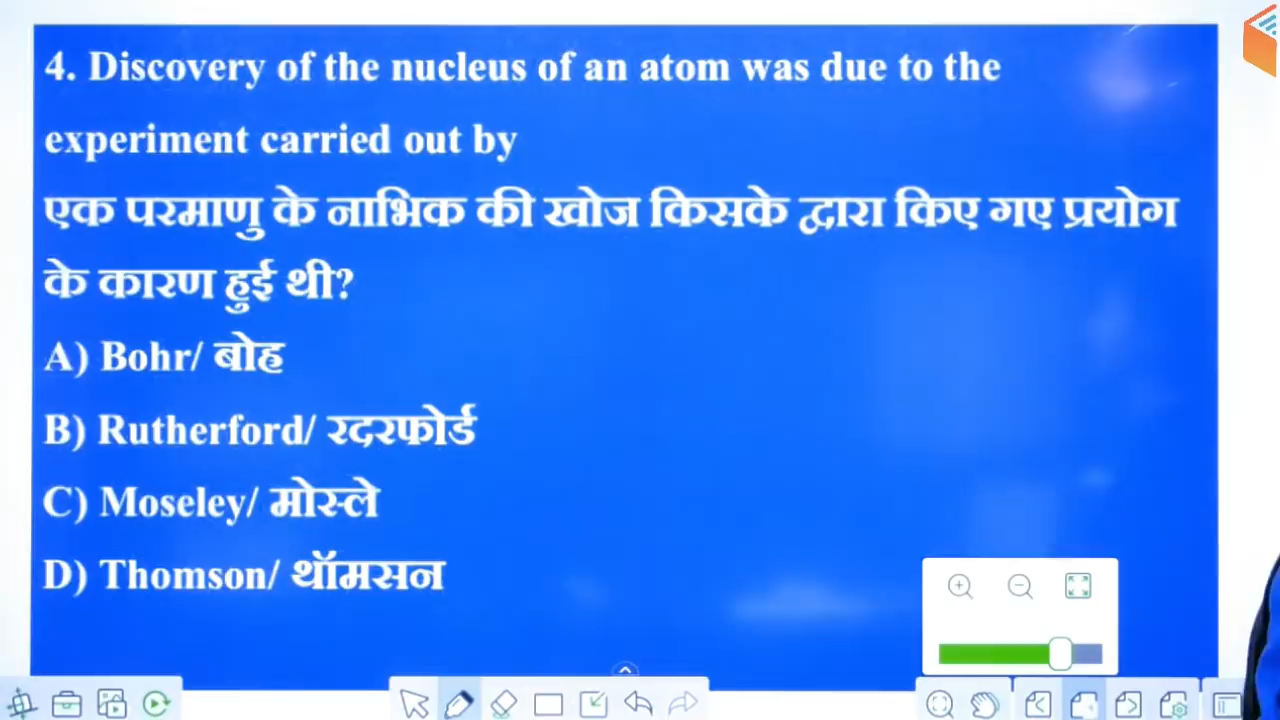 4. Discovery of the nucleus of an atom was due to the
experiment carried out by
एक परमाणु के नाभिक की खोज किसके द्वारा किए गए प्रयोग
के कारण हुई थी?
A) Bohr/ बोह
B) Rutherford/ रदरफोर्ड
C) Moseley/ मोस्ले
D) Thomson/ थॉमसन